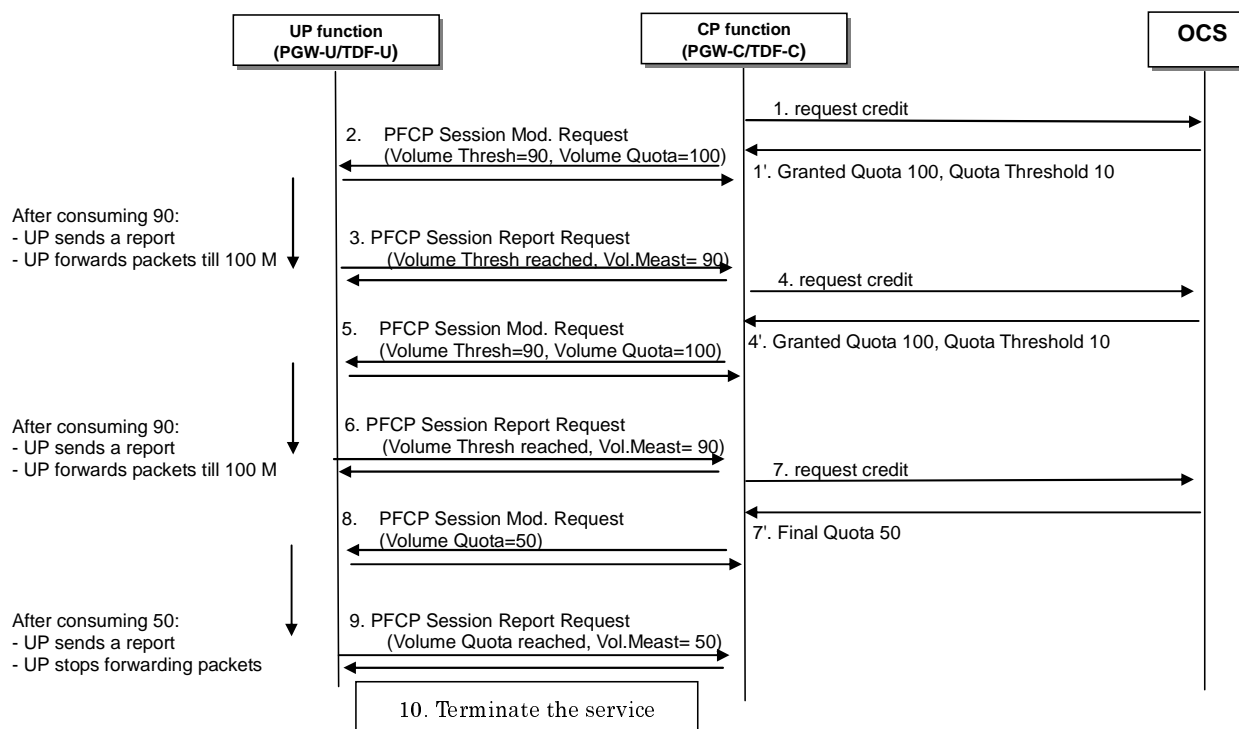 UP function
(PGW-U/TDF-U)
CP function
(PGW-C/TDF-C)
OCS
1. request credit
2. PFCP Session Mod. Request
(Volume Thresh=90, Volume Quota=100)
1'. Granted Quota 100, Quota Threshold 10
After consuming 90:
- UP sends a report
- UP forwards packets till 100 M
3. PFCP Session Report Request
(Volume Thresh reached, Vol.Meast= 90)
4. request credit
5. PFCP Session Mod. Request
(Volume Thresh=90, Volume Quota=100)
4'. Granted Quota 100, Quota Threshold 10
After consuming 90:
- UP sends a report
- UP forwards packets till 100 M
6. PFCP Session Report Request
(Volume Thresh reached, Vol.Meast= 90)
7. request credit
8. PFCP Session Mod. Request
(Volume Quota=50)
7'. Final Quota 50
After consuming 50:
- UP sends a report
- UP stops forwarding packets
9. PFCP Session Report Request
(Volume Quota reached, Vol.Meast= 50)
10. Terminate the service